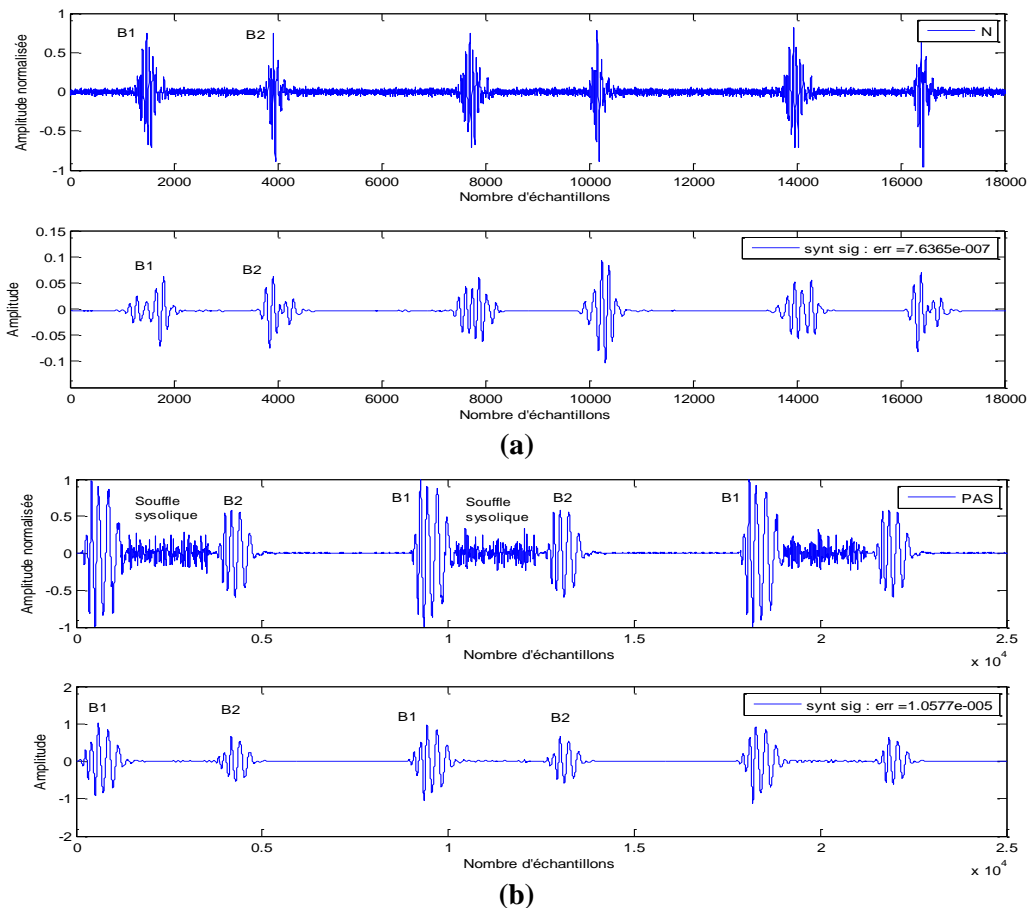 1
0.5
0
-0.5
-1
Amplitude normalisée
B1
B2
N
0 2000 4000 6000 8000 10000 12000 14000 16000 18000
Nombre d'échantillons
0.15
0.1
0.05
0
-0.05
-0.1
Amplitude
B1
B2
synt sig : err =7.6365e-007
0 2000 4000 6000 8000 10000 12000 14000 16000 18000
Nombre d'échantillons
(a)
1
0.5
0
-0.5
-1
Amplitude normalisée
Souffle
sysolique
B2
B1
Souffle
sysolique
B2
B1
PAS
0 0.5 1 1.5 2 2.5
Nombre d'échantillons
x 10^4
2
1
0
-1
-2
Amplitude
B1
B2
B1
B2
synt sig : err =1.0577e-005
0 0.5 1 1.5 2 2.5
Nombre d'échantillons
x 10^4
(b)